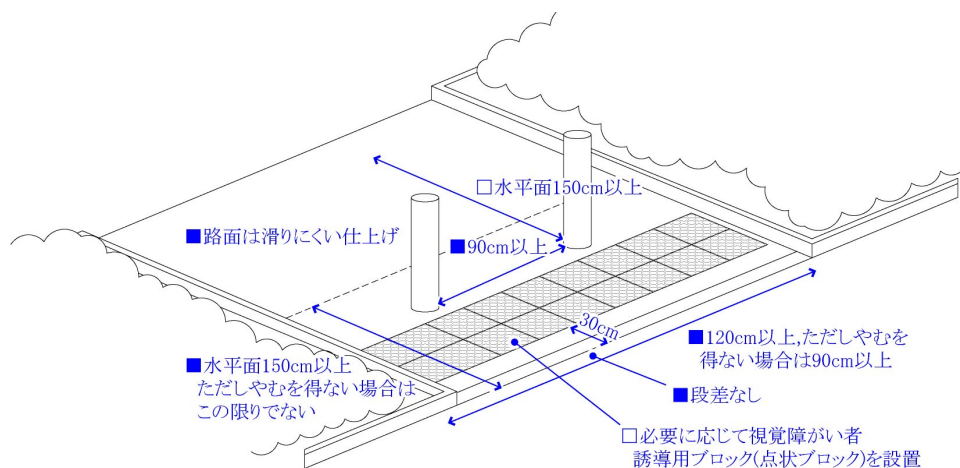 □水平面150cm以上
■路面は滑りにくい仕上げ
■90cm以上
30cm
■120cm以上,ただしやむを
得ない場合は90cm以上
■水平面150cm以上
ただしやむを得ない場合は
この限りでない
■段差なし
□必要に応じて視覚障がい者
誘導用ブロック(点状ブロック)を設置